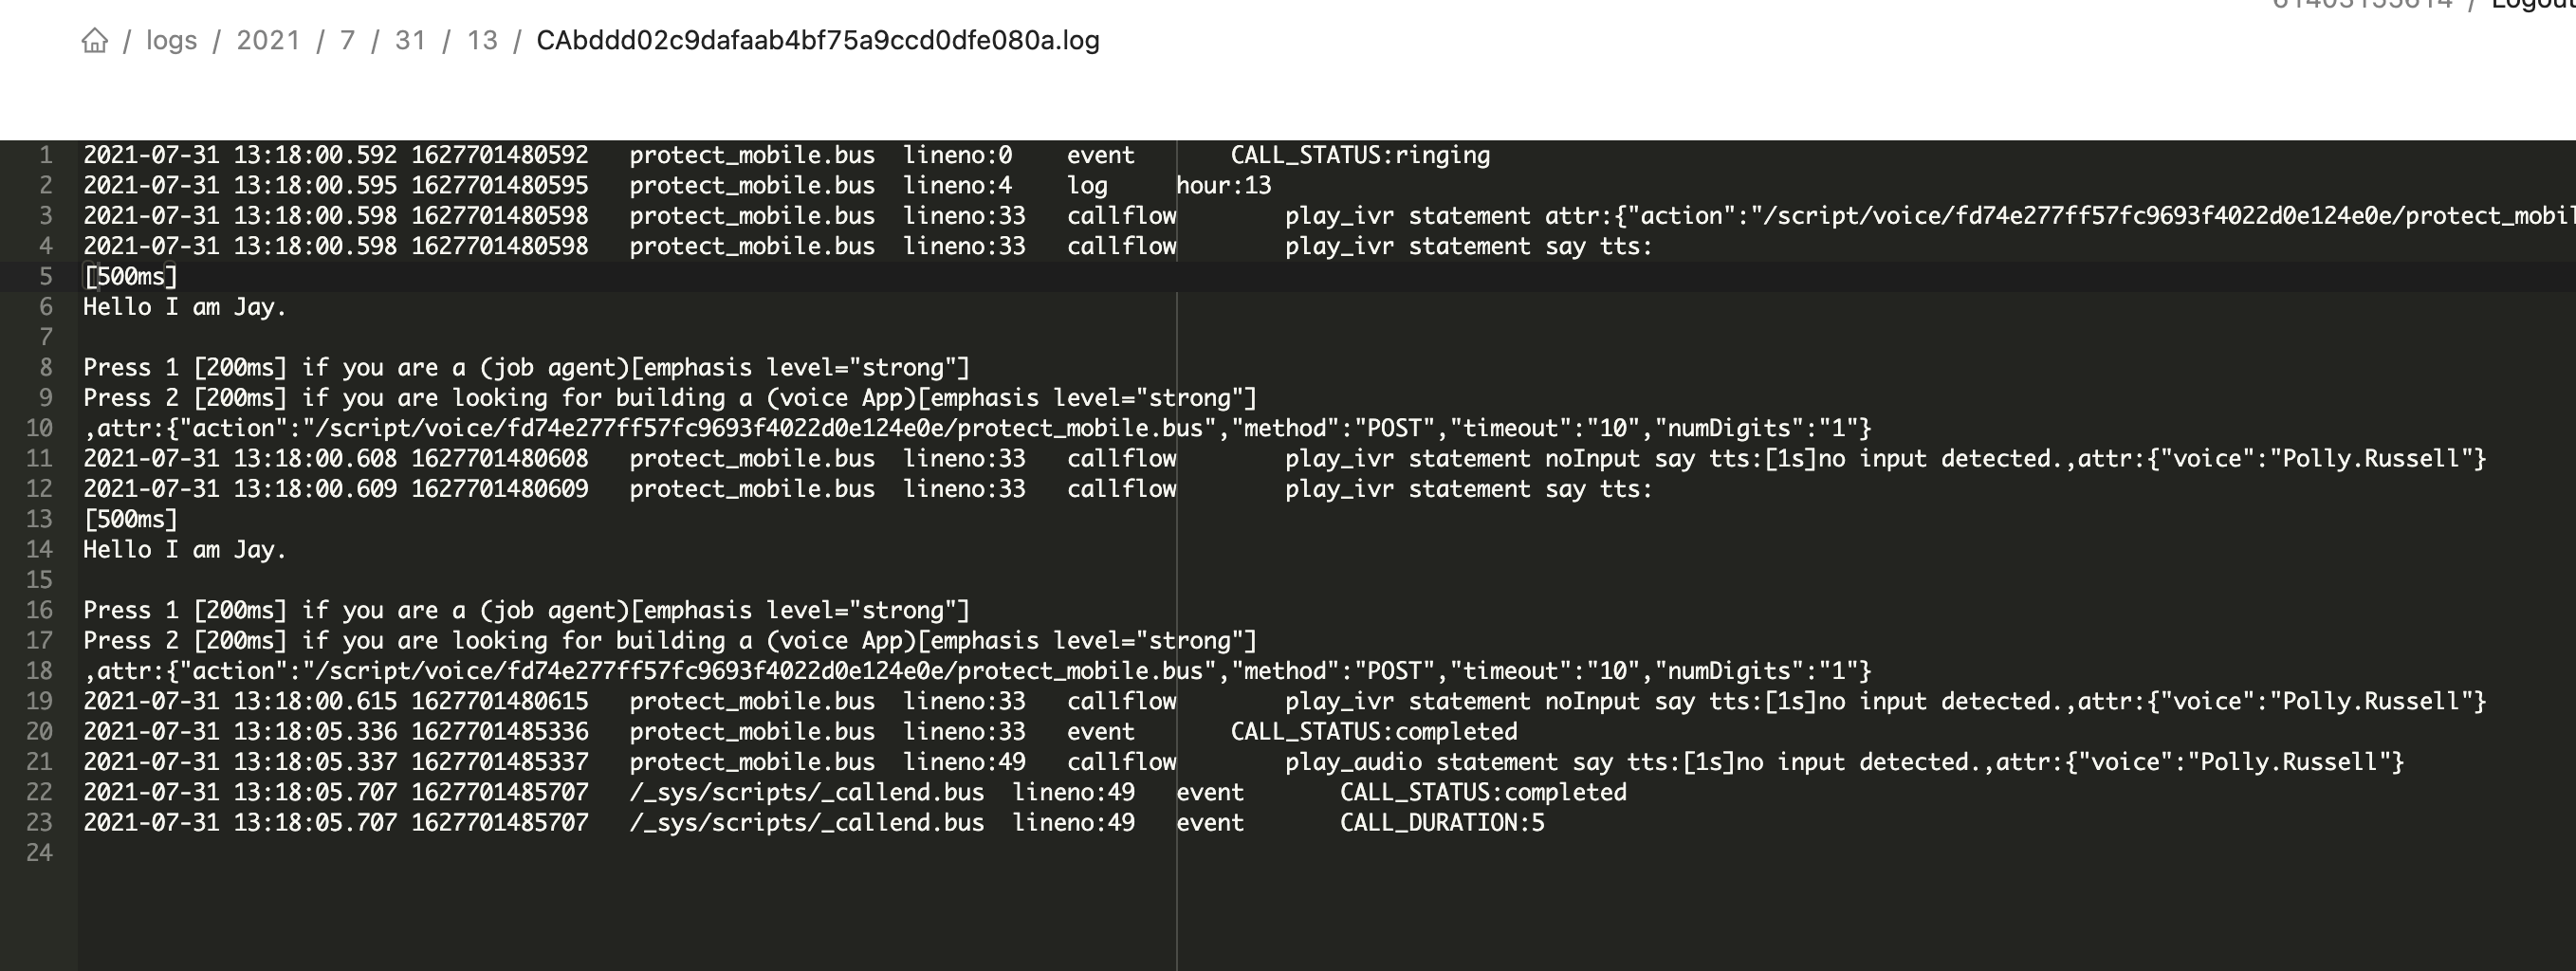 / logs / 2021 / 7 / 31 / 13 / CAbddd02c9dafaab4bf75a9ccd0dfe080a.log
1 2021-07-31 13:18:00.592 1627701480592 protect_mobile.bus lineno:0 event CALL_STATUS:ringing
2 2021-07-31 13:18:00.595 1627701480595 protect_mobile.bus lineno:4 log hour:13
3 2021-07-31 13:18:00.598 1627701480598 protect_mobile.bus lineno:33 callflow play_ivr statement attr:{"action":"/script/voice/fd74e277ff57fc9693f4022d0e124e0e/protect_mobil
4 2021-07-31 13:18:00.598 1627701480598 protect_mobile.bus lineno:33 callflow play_ivr statement say tts:
5 [500ms]
6 Hello I am Jay.
7
8 Press 1 [200ms] if you are a (job agent)[emphasis level="strong"]
9 Press 2 [200ms] if you are looking for building a (voice App)[emphasis level="strong"]
10 ,attr:{"action":"/script/voice/fd74e277ff57fc9693f4022d0e124e0e/protect_mobile.bus","method":"POST","timeout":"10","numDigits":"1"}
11 2021-07-31 13:18:00.608 1627701480608 protect_mobile.bus lineno:33 callflow play_ivr statement noInput say tts:[1s]no input detected.,attr:{"voice":"Polly.Russell"}
12 2021-07-31 13:18:00.609 1627701480609 protect_mobile.bus lineno:33 callflow play_ivr statement say tts:
13 [500ms]
14 Hello I am Jay.
15
16 Press 1 [200ms] if you are a (job agent)[emphasis level="strong"]
17 Press 2 [200ms] if you are looking for building a (voice App)[emphasis level="strong"]
18 ,attr:{"action":"/script/voice/fd74e277ff57fc9693f4022d0e124e0e/protect_mobile.bus","method":"POST","timeout":"10","numDigits":"1"}
19 2021-07-31 13:18:00.615 1627701480615 protect_mobile.bus lineno:33 callflow play_ivr statement noInput say tts:[1s]no input detected.,attr:{"voice":"Polly.Russell"}
20 2021-07-31 13:18:05.336 1627701485336 protect_mobile.bus lineno:33 event CALL_STATUS:completed
21 2021-07-31 13:18:05.337 1627701485337 protect_mobile.bus lineno:49 callflow play_audio statement say tts:[1s]no input detected.,attr:{"voice":"Polly.Russell"}
22 2021-07-31 13:18:05.707 1627701485707 /_sys/scripts/_callend.bus lineno:49 event CALL_STATUS:completed
23 2021-07-31 13:18:05.707 1627701485707 /_sys/scripts/_callend.bus lineno:49 event CALL_DURATION:5
24